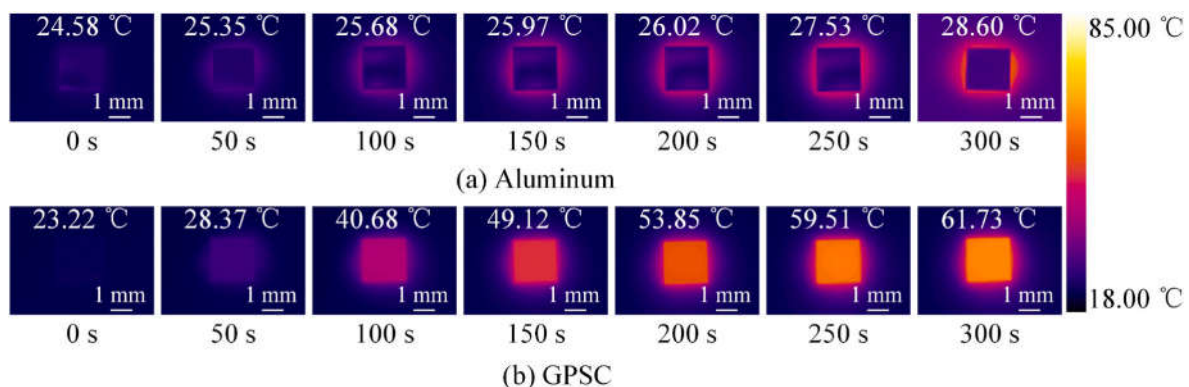 24.58 ℃ 25.35 ℃ 25.68 ℃ 25.97 ℃ 26.02 ℃ 27.53 ℃ 28.60 ℃ 85.00 ℃
1 mm 1 mm 1 mm 1 mm 1 mm 1 mm 1 mm
0 s 50 s 100 s 150 s 200 s 250 s 300 s
(a) Aluminum
23.22 ℃ 28.37 ℃ 40.68 ℃ 49.12 ℃ 53.85 ℃ 59.51 ℃ 61.73 ℃
1 mm 1 mm 1 mm 1 mm 1 mm 1 mm 1 mm 18.00 ℃
0 s 50 s 100 s 150 s 200 s 250 s 300 s
(b) GPSC